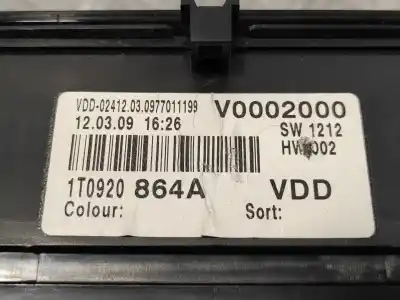 VDD-02412.03.0977011199 V0002000
12.03.09 16:26 SW 1212
1T0920 864A VDD
Colour: Sort: